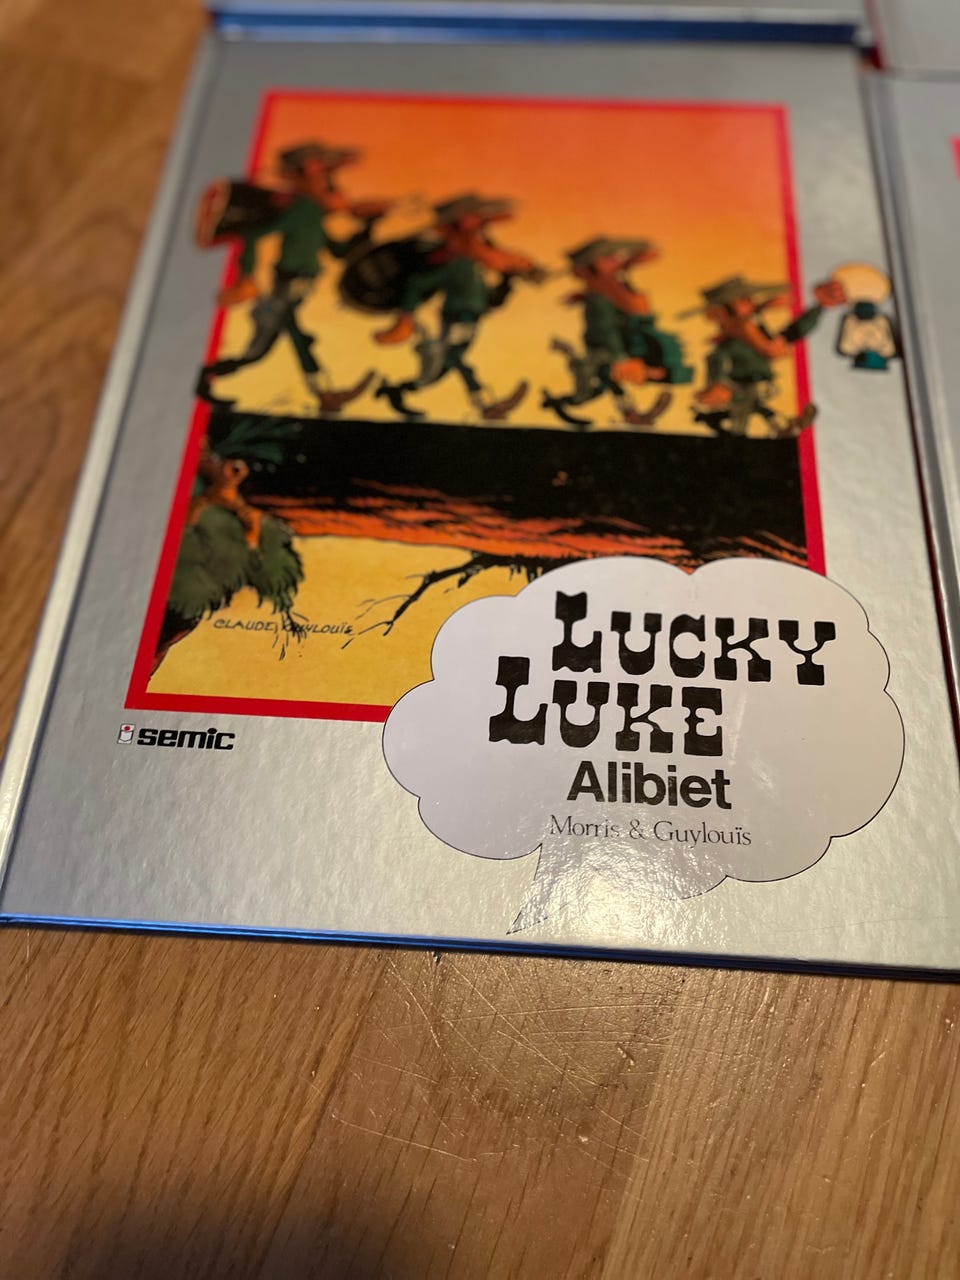 CLAUDE, GUYLOUÏS
semic
LUCKY
LUKE
Alibiet
Morris & Guylouïs